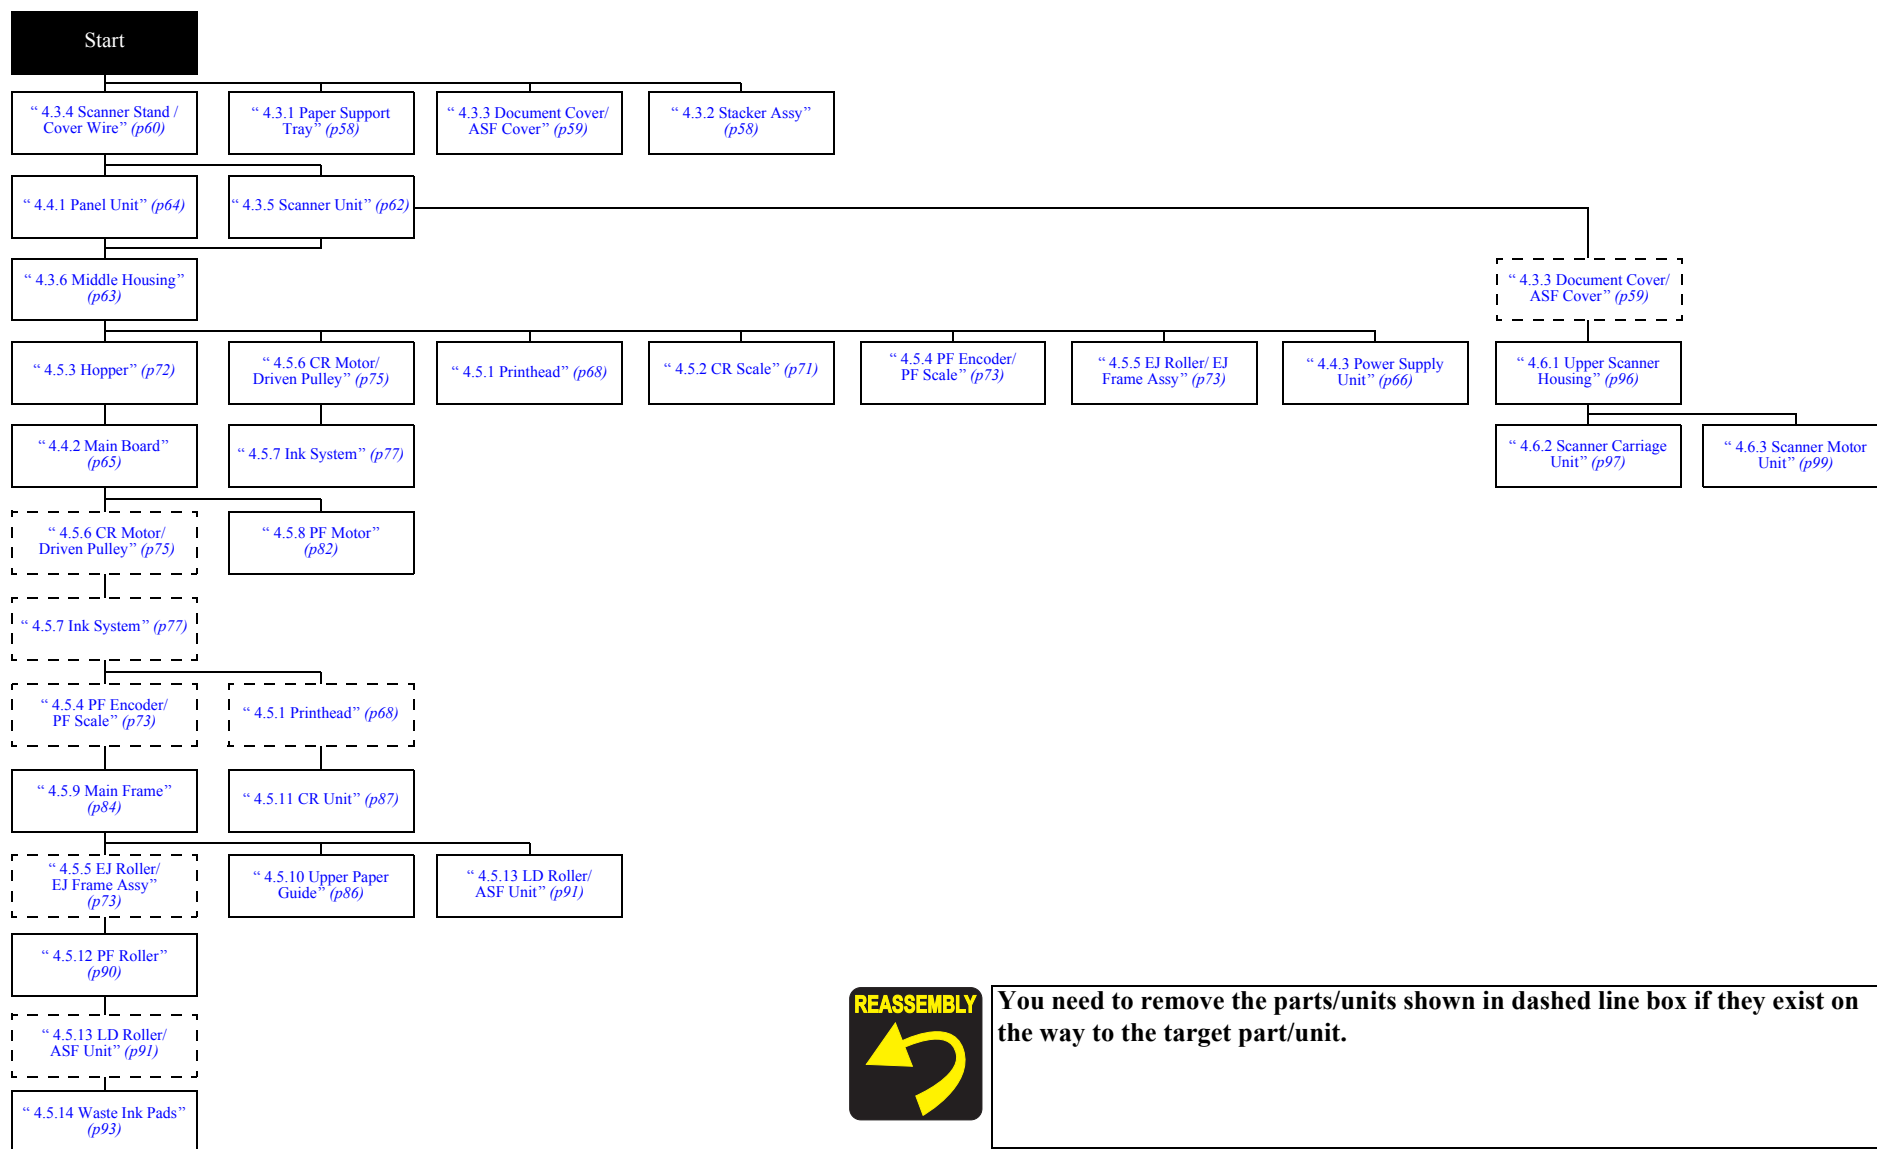 Start
“ 4.3.4 Scanner Stand /
Cover Wire” (p60)
“ 4.3.1 Paper Support
Tray” (p58)
“ 4.3.3 Document Cover/
ASF Cover” (p59)
“ 4.3.2 Stacker Assy”
(p58)
“ 4.4.1 Panel Unit” (p64)
“ 4.3.5 Scanner Unit” (p62)
“ 4.3.6 Middle Housing”
(p63)
“ 4.3.3 Document Cover/
ASF Cover” (p59)
“ 4.5.3 Hopper” (p72)
“ 4.5.6 CR Motor/
Driven Pulley” (p75)
“ 4.5.1 Printhead” (p68)
“ 4.5.2 CR Scale” (p71)
“ 4.5.4 PF Encoder/
PF Scale” (p73)
“ 4.5.5 EJ Roller/ EJ
Frame Assy” (p73)
“ 4.4.3 Power Supply
Unit” (p66)
“ 4.6.1 Upper Scanner
Housing” (p96)
“ 4.4.2 Main Board”
(p65)
“ 4.5.7 Ink System” (p77)
“ 4.6.2 Scanner Carriage
Unit” (p97)
“ 4.6.3 Scanner Motor
Unit” (p99)
“ 4.5.6 CR Motor/
Driven Pulley” (p75)
“ 4.5.8 PF Motor”
(p82)
“ 4.5.7 Ink System” (p77)
“ 4.5.4 PF Encoder/
PF Scale” (p73)
“ 4.5.1 Printhead” (p68)
“ 4.5.9 Main Frame”
(p84)
“ 4.5.11 CR Unit” (p87)
“ 4.5.5 EJ Roller/
EJ Frame Assy”
(p73)
“ 4.5.10 Upper Paper
Guide” (p86)
“ 4.5.13 LD Roller/
ASF Unit” (p91)
“ 4.5.12 PF Roller”
(p90)
“ 4.5.13 LD Roller/
ASF Unit” (p91)
“ 4.5.14 Waste Ink Pads”
(p93)
REASSEMBLY
You need to remove the parts/units shown in dashed line box if they exist on
the way to the target part/unit.